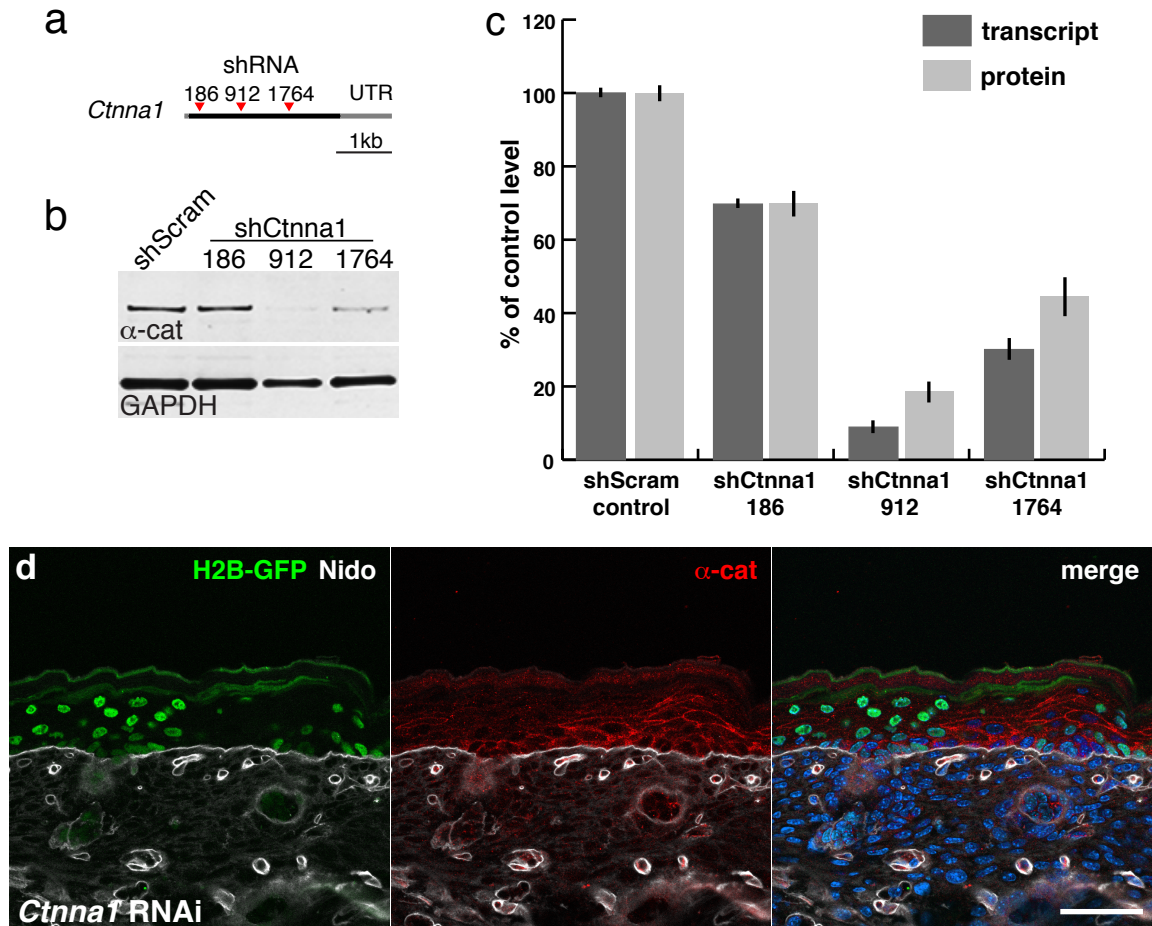 a
shRNA
186 912 1764 UTR
Ctnna1
1kb
b
shScram
shCtnna1
186 912 1764
α-cat
GAPDH
c
transcript
protein
% of control level
120
100
80
60
40
20
0
shScram control
shCtnna1 186
shCtnna1 912
shCtnna1 1764
d
H2B-GFP Nido
α-cat
merge
Ctnna1 RNAi